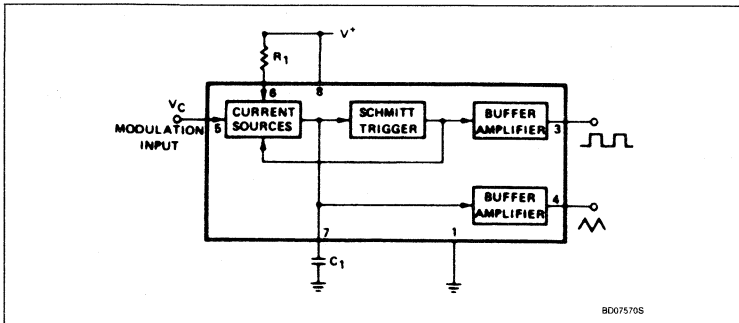 V+
R1
6
8
VC
MODULATION
INPUT
5
CURRENT
SOURCES
SCHMITT
TRIGGER
BUFFER
AMPLIFIER
3
BUFFER
AMPLIFIER
4
7
1
C1
BD07570S